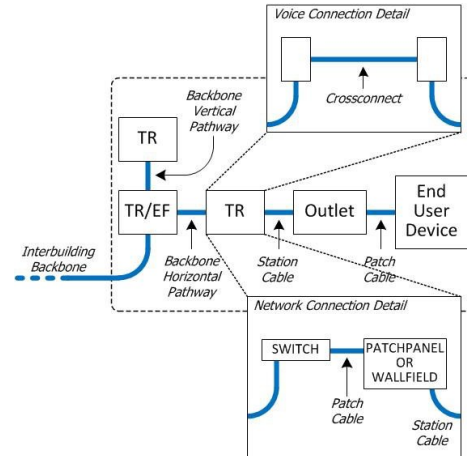 Voice Connection Detail
Crossconnect
Backbone
Vertical
Pathway
TR
TR/EF
TR
Outlet
End
User
Device
Interbuilding
Backbone
Backbone
Horizontal
Pathway
Station
Cable
Patch
Cable
Network Connection Detail
SWITCH
PATCHPANEL
OR
WALLFIELD
Patch
Cable
Station
Cable